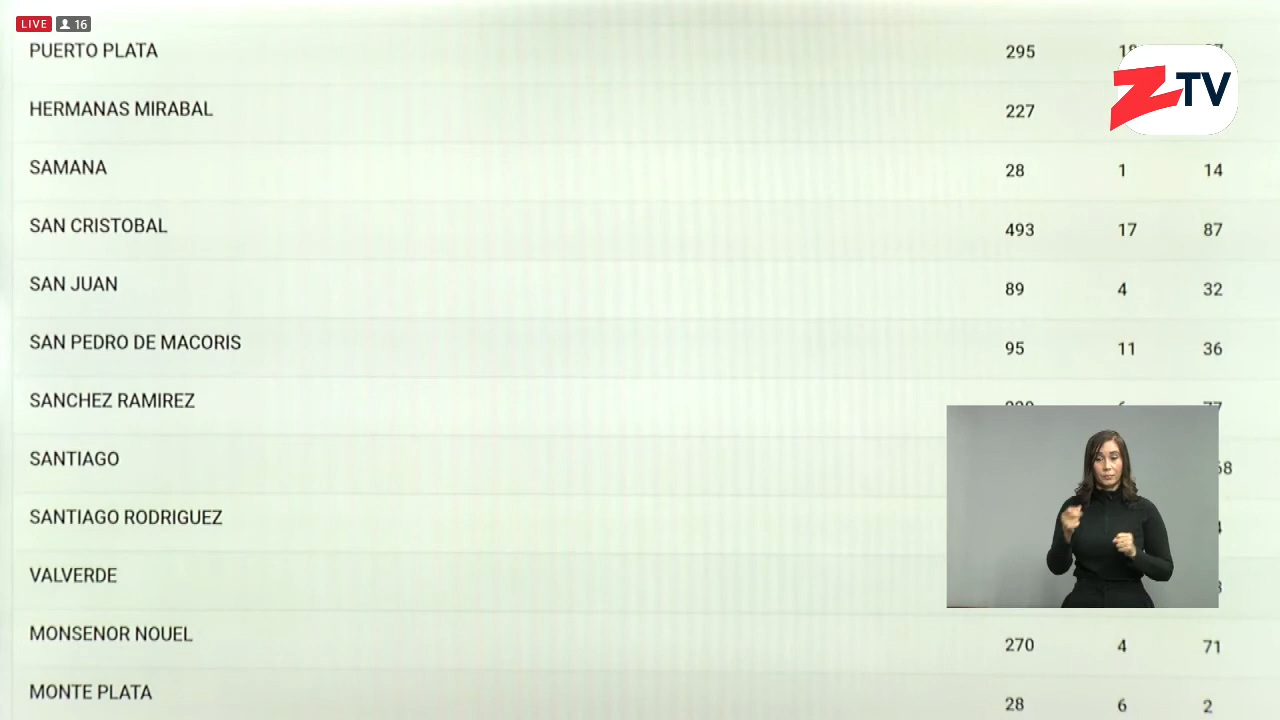 LIVE 16
PUERTO PLATA 295
ZTV
HERMANAS MIRABAL 227
SAMANA 28 1 14
SAN CRISTOBAL 493 17 87
SAN JUAN 89 4 32
SAN PEDRO DE MACORIS 95 11 36
SANCHEZ RAMIREZ
SANTIAGO
SANTIAGO RODRIGUEZ
VALVERDE
MONSENOR NOUEL 270 4 71
MONTE PLATA 28 6 2